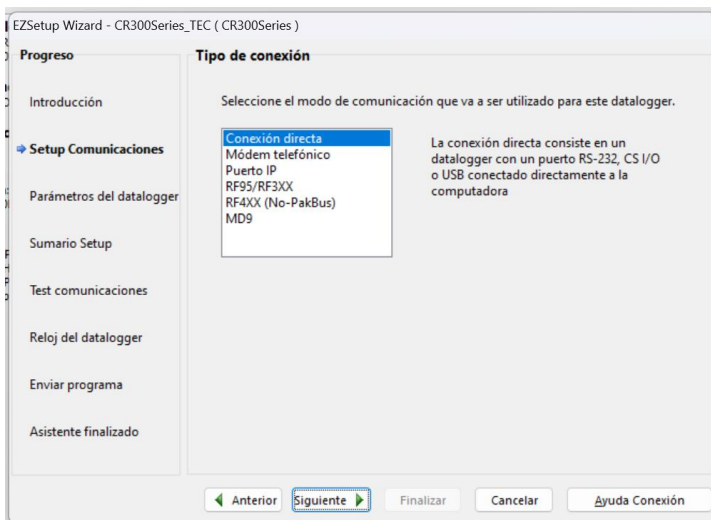 EZSetup Wizard - CR300Series_TEC ( CR300Series )
Progreso
Introducción
Setup Comunicaciones
Parámetros del datalogger
Sumario Setup
Test comunicaciones
Reloj del datalogger
Enviar programa
Asistente finalizado
Tipo de conexión
Seleccione el modo de comunicación que va a ser utilizado para este datalogger.
Conexión directa
Módem telefónico
Puerto IP
RF95/RF3XX
RF4XX (No-PakBus)
MD9
La conexión directa consiste en un
datalogger con un puerto RS-232, CS I/O
o USB conectado directamente a la
computadora
Anterior
Siguiente
Finalizar
Cancelar
Ayuda Conexión